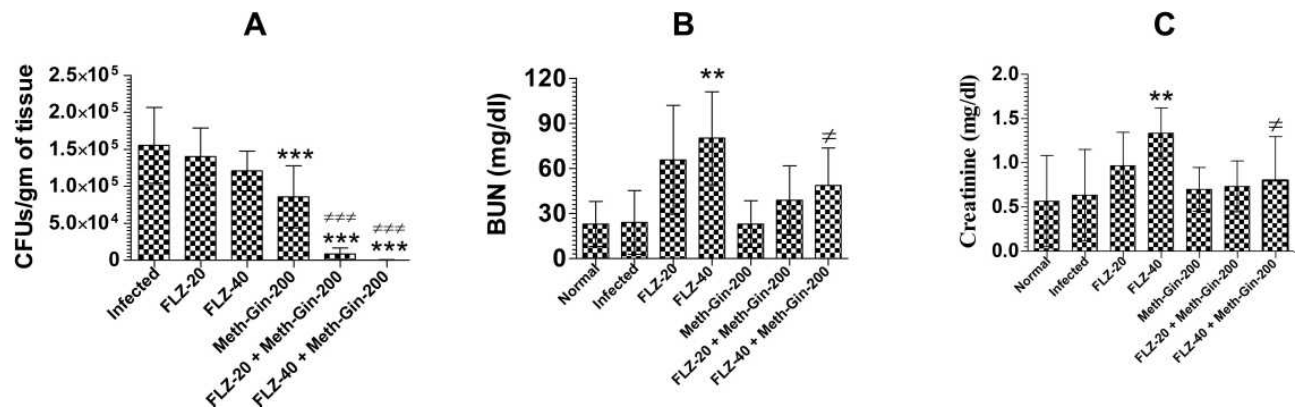 A
CFUs/gm of tissue
2.5×10⁵
2.0×10⁵
1.5×10⁵
1.0×10⁵
5.0×10⁴
0
***
≠≠≠
***
≠≠≠
***
Infected
FLZ-20
FLZ-40
Meth-Gin-200
FLZ-20 + Meth-Gin-200
FLZ-40 + Meth-Gin-200
B
BUN (mg/dl)
120
90
60
30
0
**
≠
Normal
Infected
FLZ-20
FLZ-40
Meth-Gin-200
FLZ-20 + Meth-Gin-200
FLZ-40 + Meth-Gin-200
C
Creatinine (mg/dl)
2.0
1.5
1.0
0.5
0.0
**
≠
Normal
Infected
FLZ-20
FLZ-40
Meth-Gin-200
FLZ-20 + Meth-Gin-200
FLZ-40 + Meth-Gin-200